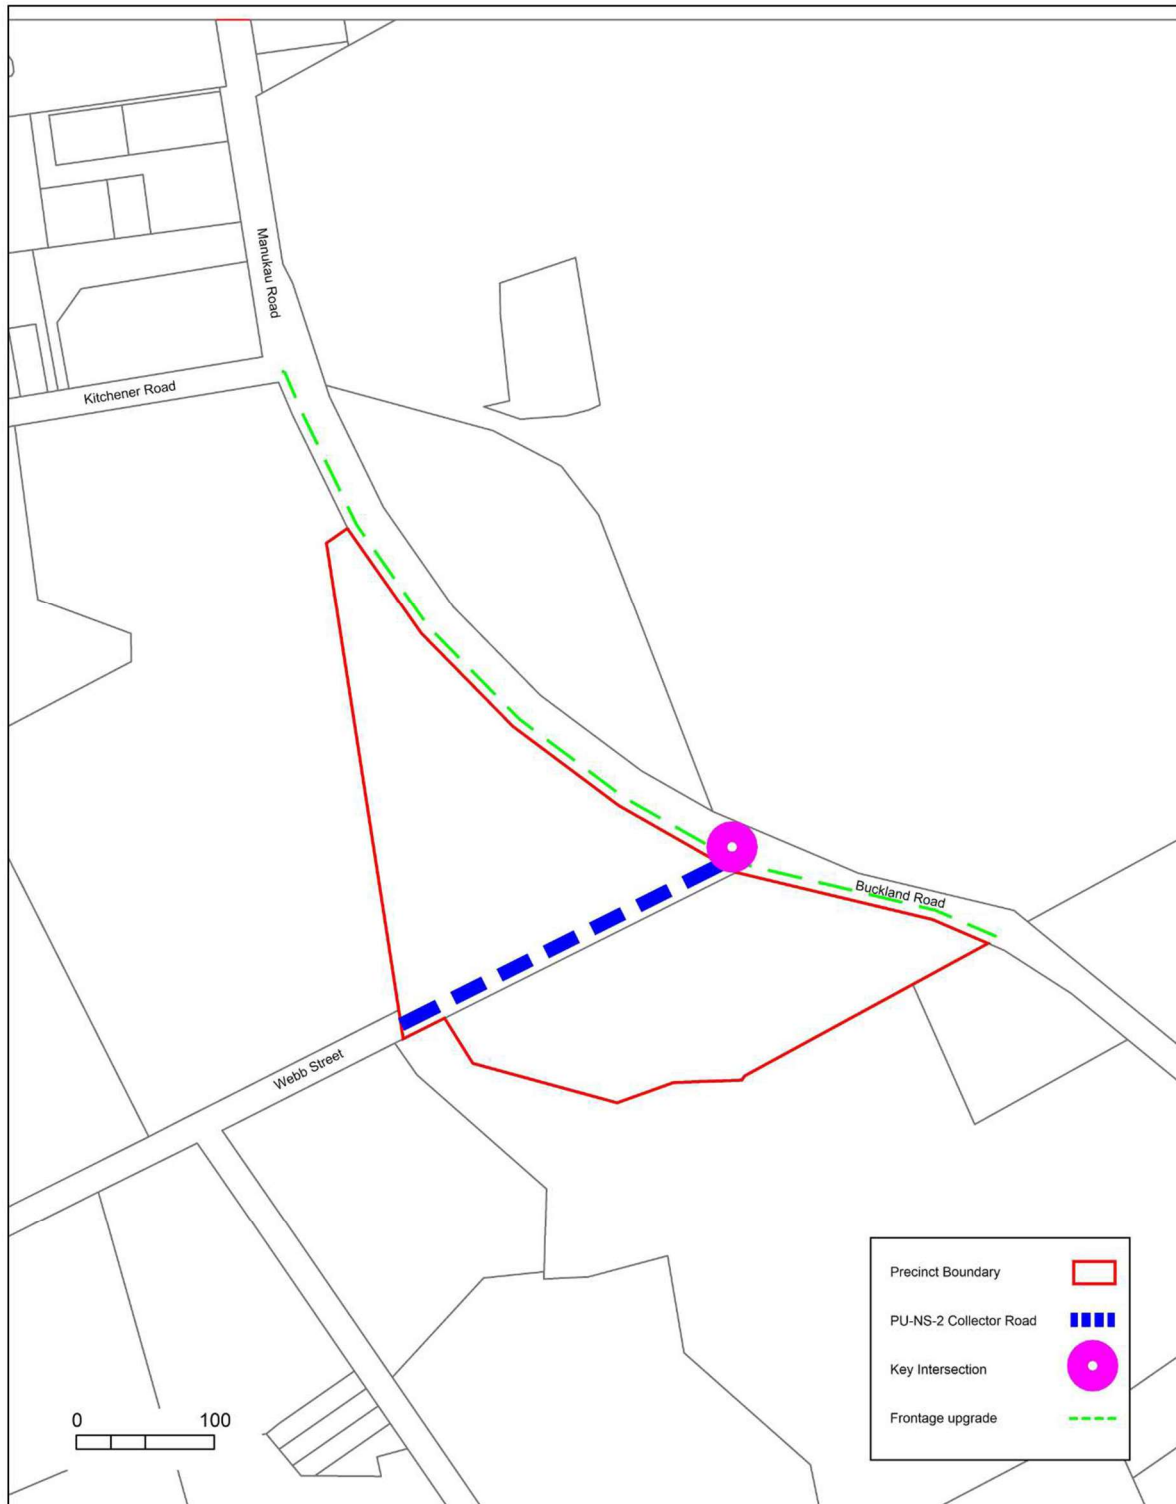 Manukau Road
Kitchener Road
Buckland Road
Webb Street
Precinct Boundary
PU-NS-2 Collector Road
Key Intersection
Frontage upgrade
0 100